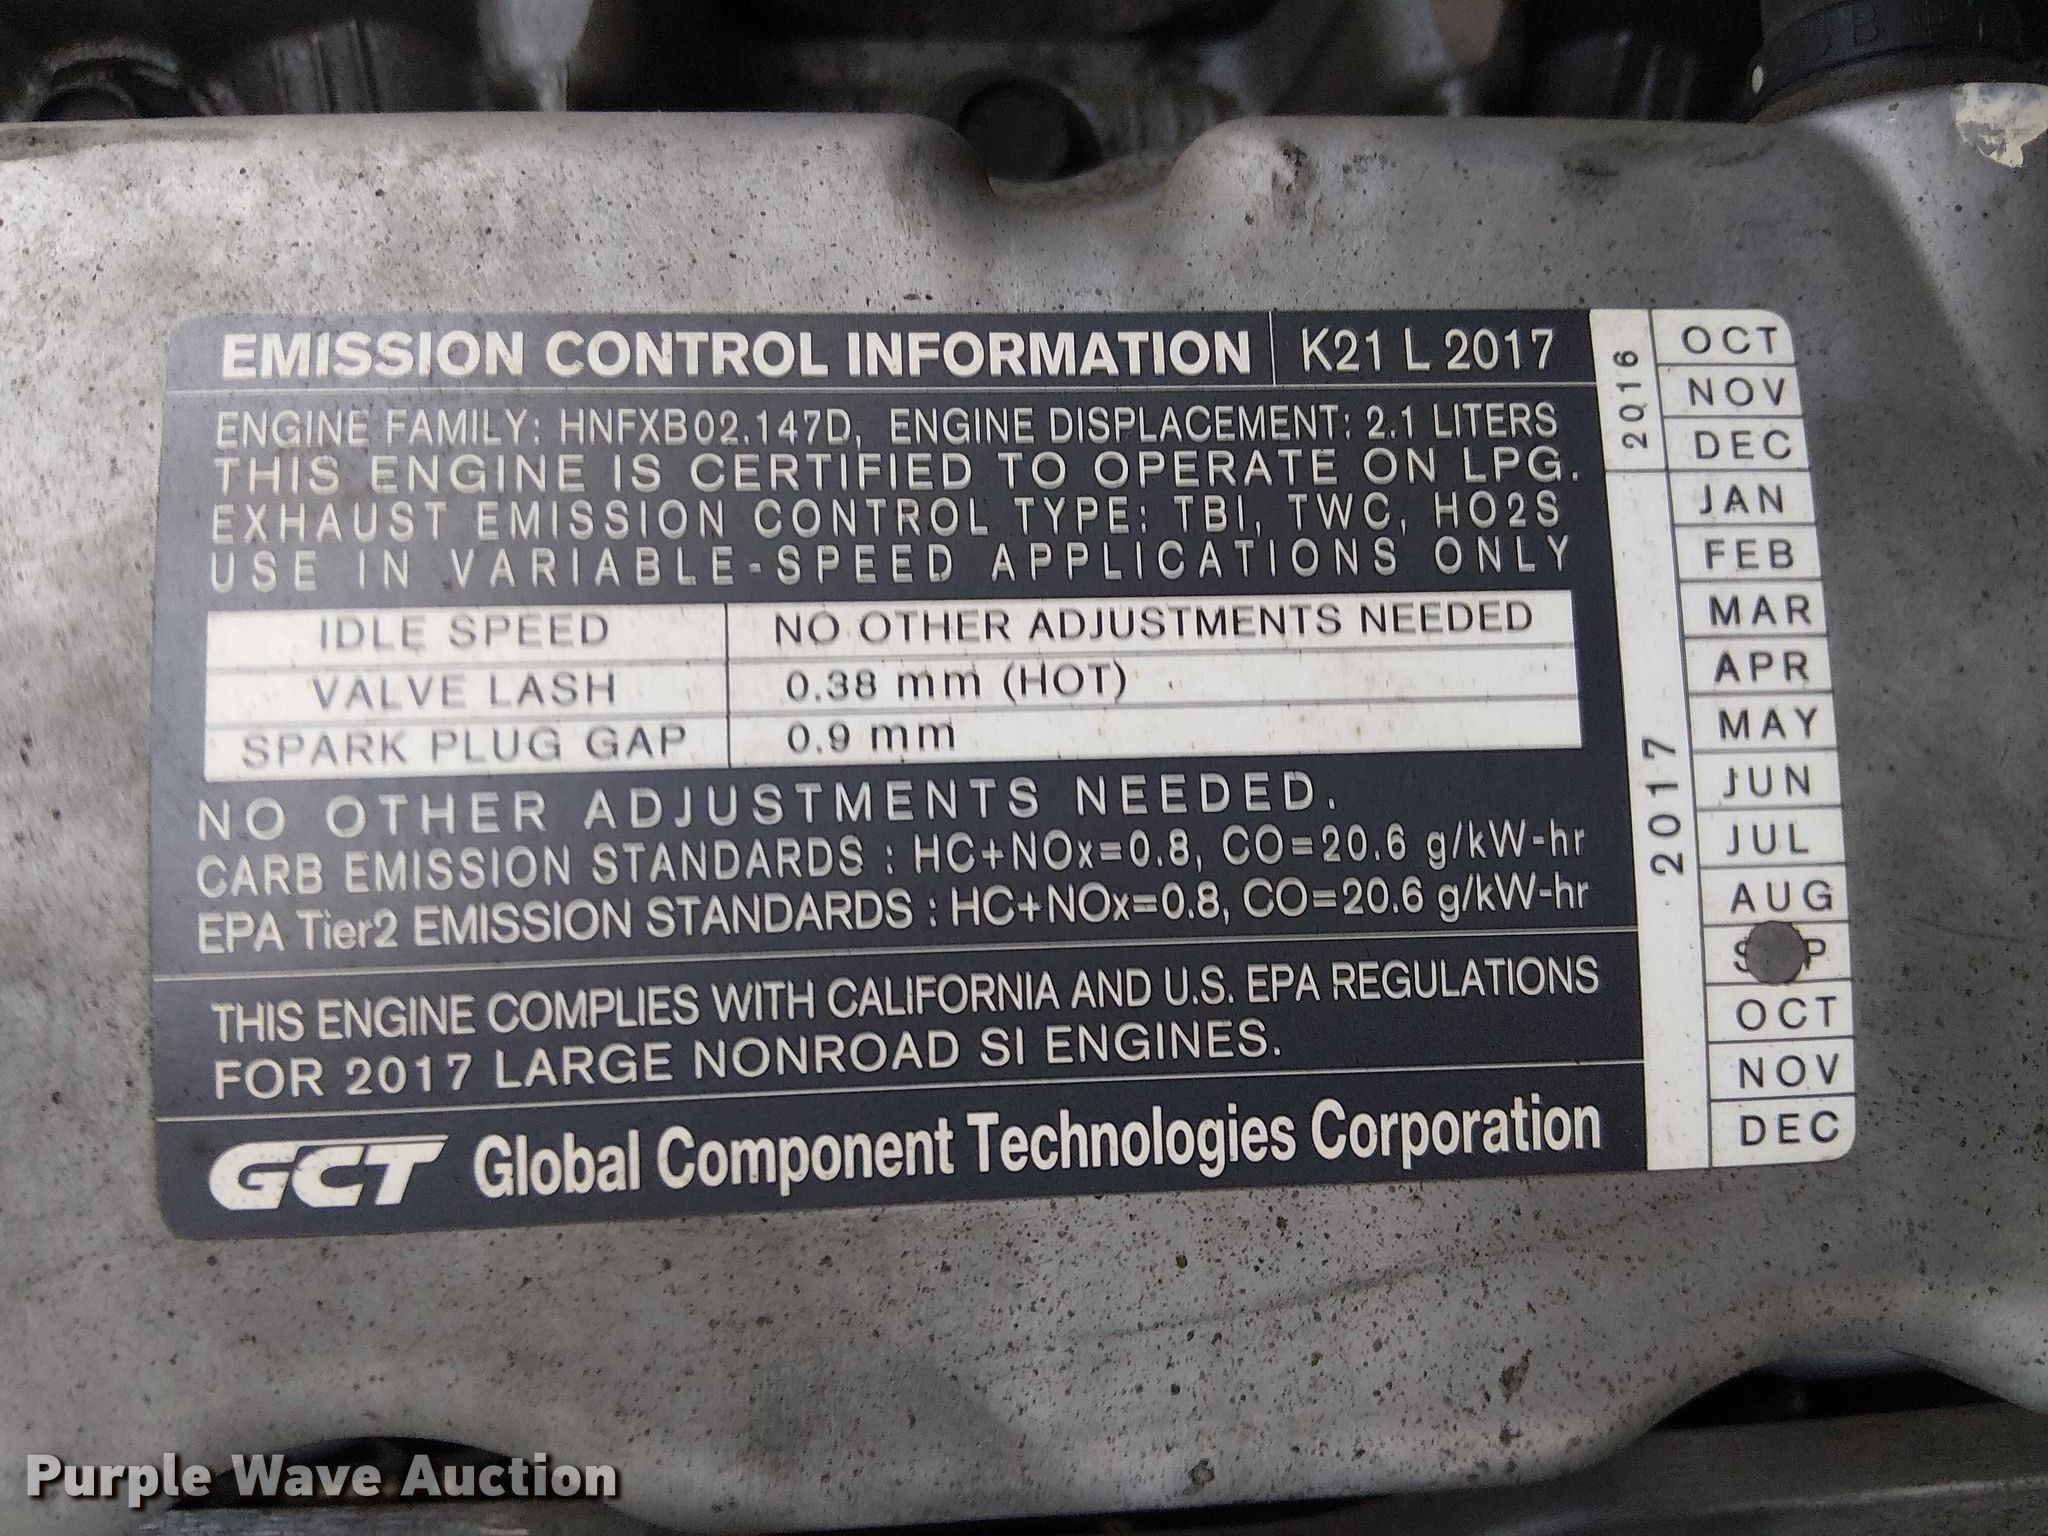 EMISSION CONTROL INFORMATION K21 L 2017
ENGINE FAMILY: HNFXB02.147D, ENGINE DISPLACEMENT: 2.1 LITERS
THIS ENGINE IS CERTIFIED TO OPERATE ON LPG.
EXHAUST EMISSION CONTROL TYPE: TBI, TWC, HO2S
USE IN VARIABLE-SPEED APPLICATIONS ONLY
IDLE SPEED NO OTHER ADJUSTMENTS NEEDED
VALVE LASH 0.38 mm (HOT)
SPARK PLUG GAP 0.9 mm
NO OTHER ADJUSTMENTS NEEDED.
CARB EMISSION STANDARDS : HC+NOx=0.8, CO=20.6 g/kW-hr
EPA Tier2 EMISSION STANDARDS : HC+NOx=0.8, CO=20.6 g/kW-hr
THIS ENGINE COMPLIES WITH CALIFORNIA AND U.S. EPA REGULATIONS
FOR 2017 LARGE NONROAD SI ENGINES.
GCT Global Component Technologies Corporation
2016
OCT
NOV
DEC
2017
JAN
FEB
MAR
APR
MAY
JUN
JUL
AUG
OCT
NOV
DEC
Purple Wave Auction